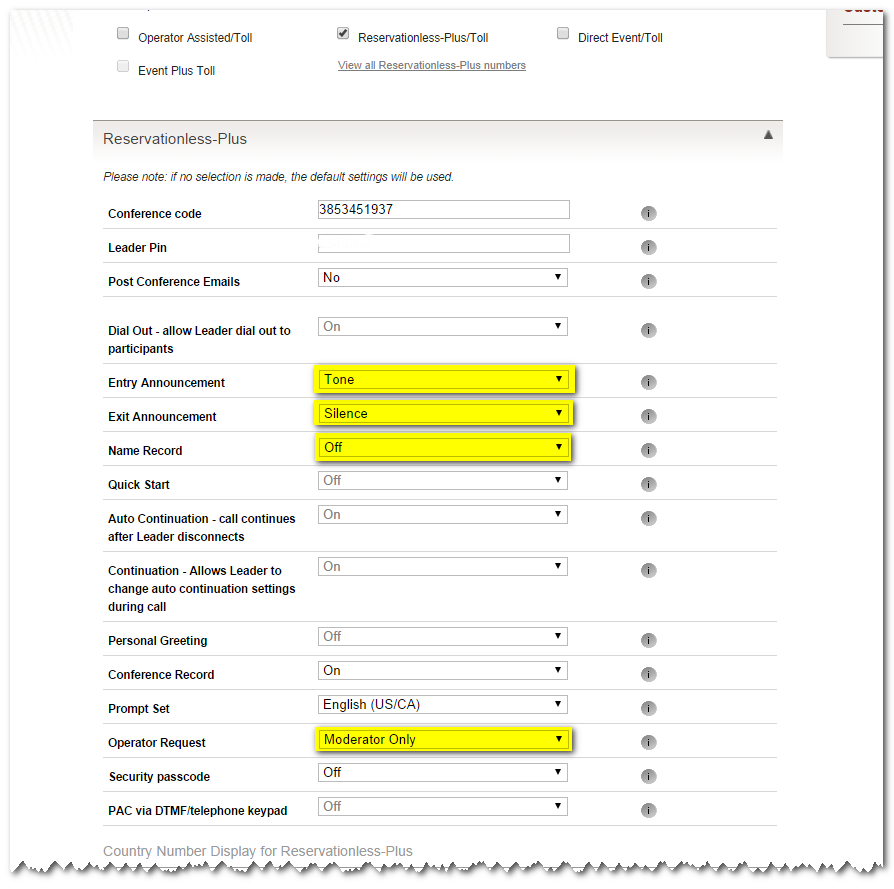 Operator Assisted/Toll
Reservationless-Plus/Toll
Direct Event/Toll
Event Plus Toll
View all Reservationless-Plus numbers
Reservationless-Plus
Please note: if no selection is made, the default settings will be used.
Conference code
3853451937
Leader Pin
Post Conference Emails
No
Dial Out - allow Leader dial out to
participants
On
Entry Announcement
Tone
Exit Announcement
Silence
Name Record
Off
Quick Start
Off
Auto Continuation - call continues
after Leader disconnects
On
Continuation - Allows Leader to
change auto continuation settings
during call
On
Personal Greeting
Off
Conference Record
On
Prompt Set
English (US/CA)
Operator Request
Moderator Only
Security passcode
Off
PAC via DTMF/telephone keypad
Off
Country Number Display for Reservationless-Plus